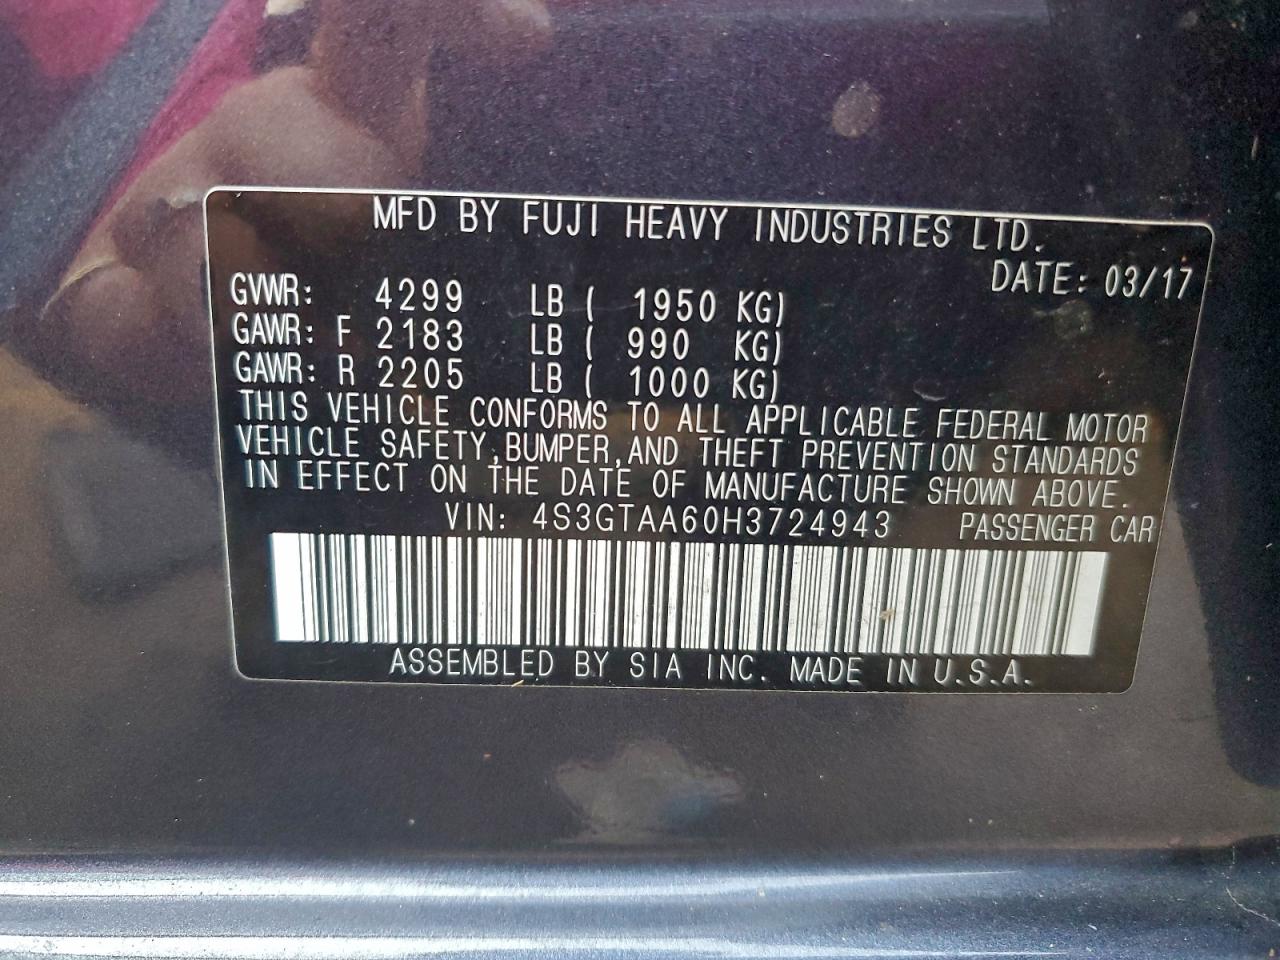 MFD BY FUJI HEAVY INDUSTRIES LTD.
DATE: 03/17
GVWR: 4299 LB ( 1950 KG)
GAWR: F 2183 LB ( 990 KG)
GAWR: R 2205 LB ( 1000 KG)
THIS VEHICLE CONFORMS TO ALL APPLICABLE FEDERAL MOTOR
VEHICLE SAFETY, BUMPER, AND THEFT PREVENTION STANDARDS
IN EFFECT ON THE DATE OF MANUFACTURE SHOWN ABOVE.
VIN: 4S3GTAA60H3724943 PASSENGER CAR
ASSEMBLED BY SIA INC. MADE IN U.S.A.